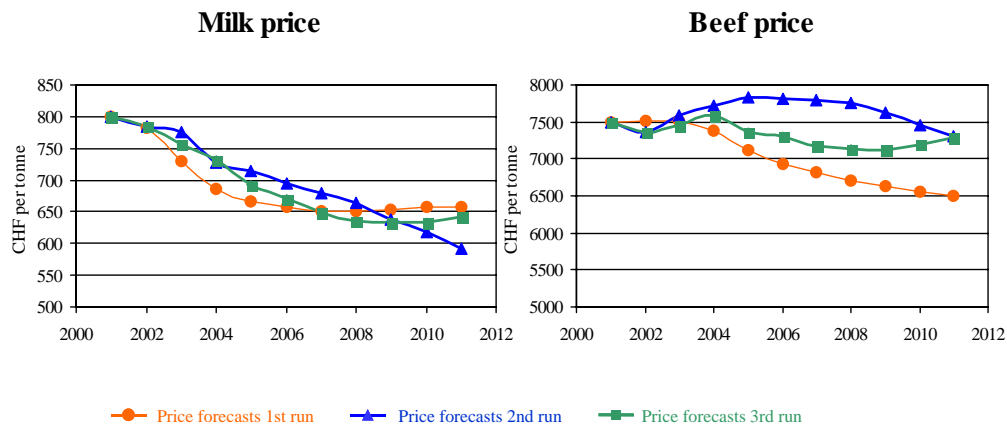 Milk price
Beef price
850
800
750
700
650
600
550
500
CHF per tonne
2000 2002 2004 2006 2008 2010 2012
8000
7500
7000
6500
6000
5500
5000
CHF per tonne
2000 2002 2004 2006 2008 2010 2012
Price forecasts 1st run Price forecasts 2nd run Price forecasts 3rd run